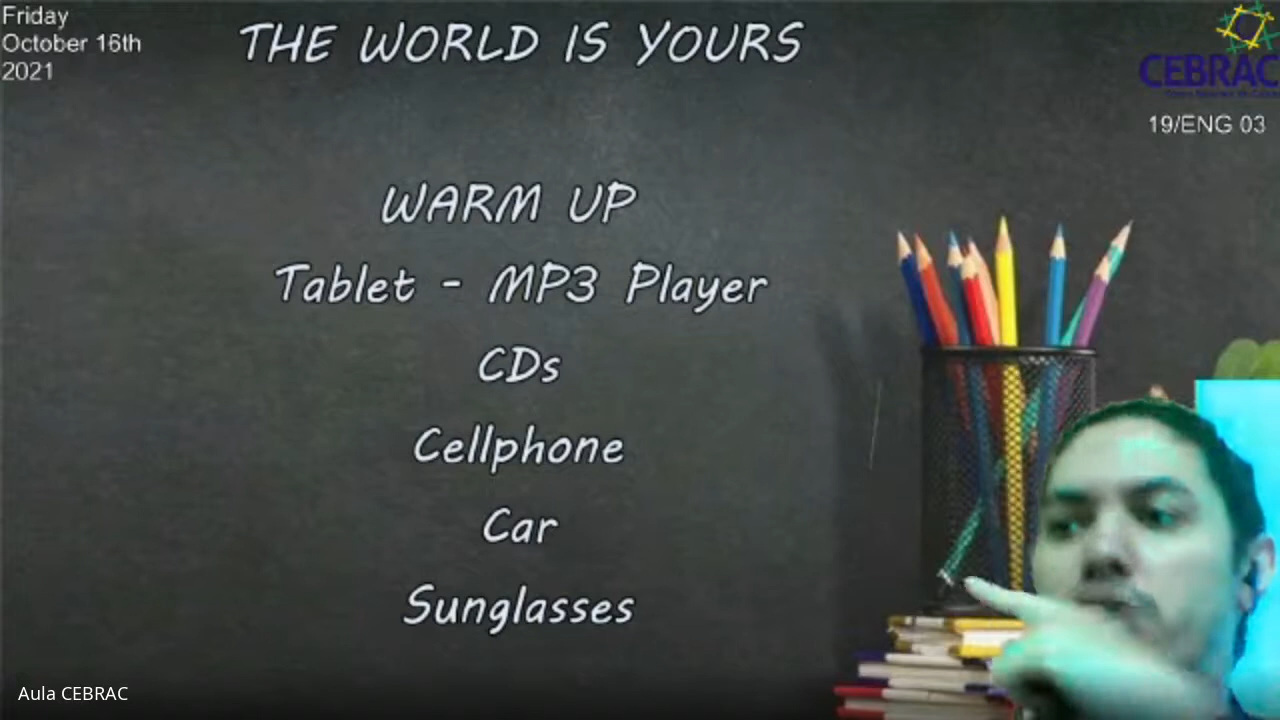 Friday
October 16th
2021
THE WORLD IS YOURS
CEBRAC
19/ENG 03
WARM UP
Tablet - MP3 Player
CDs
Cellphone
Car
Sunglasses
Aula CEBRAC